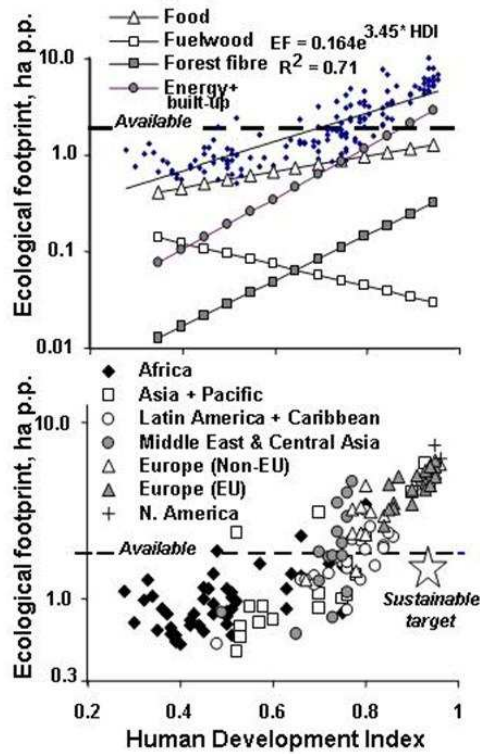 Food
Fuelwood EF = 0.164e^3.45* HDI
Forest fibre R² = 0.71
Energy+
built-up
Available
Ecological footprint, ha p.p.
10.0
1.0
0.1
0.01
Africa
Asia + Pacific
Latin America + Caribbean
Middle East & Central Asia
Europe (Non-EU)
Europe (EU)
N. America
Available
Sustainable
target
Ecological footprint, ha p.p.
10.0
1.0
0.3
0.2 0.4 0.6 0.8 1
Human Development Index